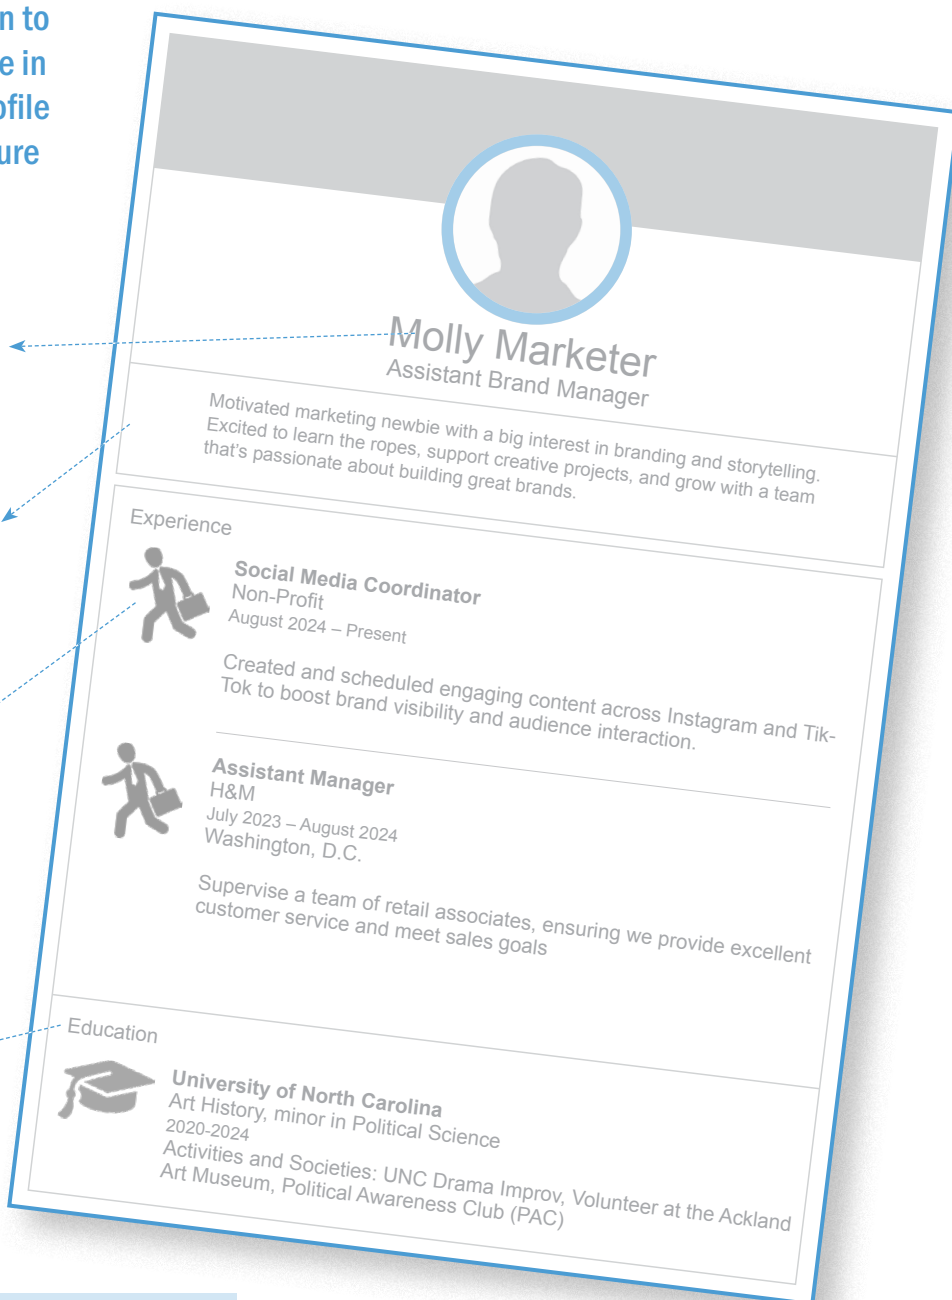 n to
e in
ofile
ure
Molly Marketer
Assistant Brand Manager
Motivated marketing newbie with a big interest in branding and storytelling.
Excited to learn the ropes, support creative projects, and grow with a team
that's passionate about building great brands.
Experience
Social Media Coordinator
Non-Profit
August 2024 – Present
Created and scheduled engaging content across Instagram and Tik-
Tok to boost brand visibility and audience interaction.
Assistant Manager
H&M
July 2023 – August 2024
Washington, D.C.
Supervise a team of retail associates, ensuring we provide excellent
customer service and meet sales goals
Education
University of North Carolina
Art History, minor in Political Science
2020-2024
Activities and Societies: UNC Drama Improv, Volunteer at the Ackland
Art Museum, Political Awareness Club (PAC)